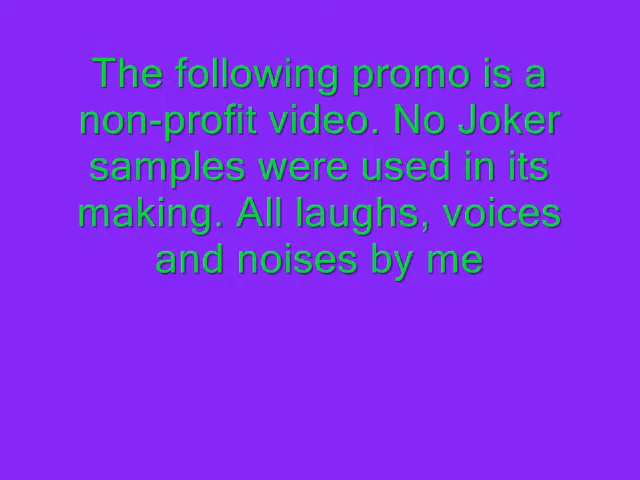 The following promo is a
non-profit video. No Joker
samples were used in its
making. All laughs, voices
and noises by me